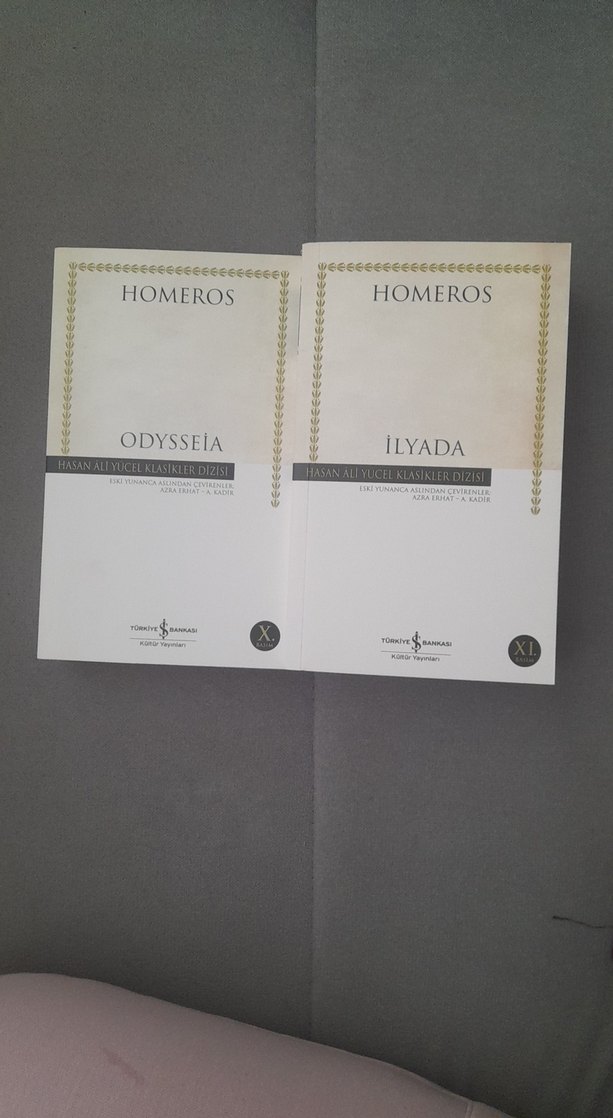 HOMEROS
ODYSSEİA
HASAN ÂLİ YÜCEL KLASİKLER DİZİSİ
ESKİ YUNANCA ASLINDAN ÇEVİRENLER:
AZRA ERHAT – A. KADİR
TÜRKİYE İŞ BANKASI
Kültür Yayınları
X.
BASIM
HOMEROS
İLYADA
HASAN ÂLİ YÜCEL KLASİKLER DİZİSİ
ESKİ YUNANCA ASLINDAN ÇEVİRENLER:
AZRA ERHAT – A. KADİR
TÜRKİYE İŞ BANKASI
Kültür Yayınları
XI.
BASIM